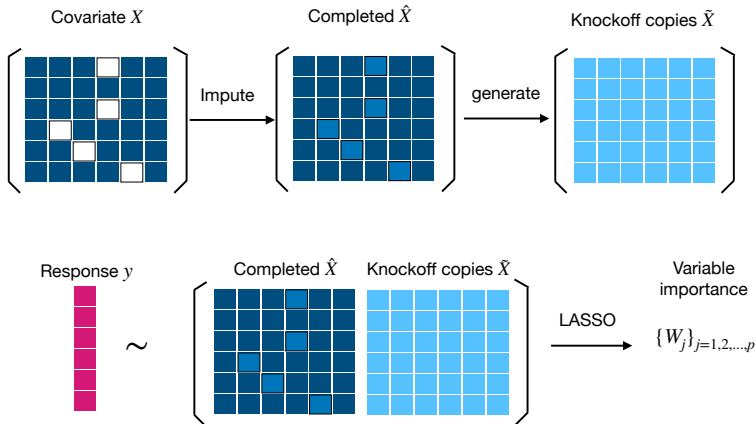 Covariate X
Completed X̂
Knockoff copies X̃
Impute
generate
Response y
Completed X̂
Knockoff copies X̃
Variable
importance
~
LASSO
{W_j}_{j=1,2,...,p}